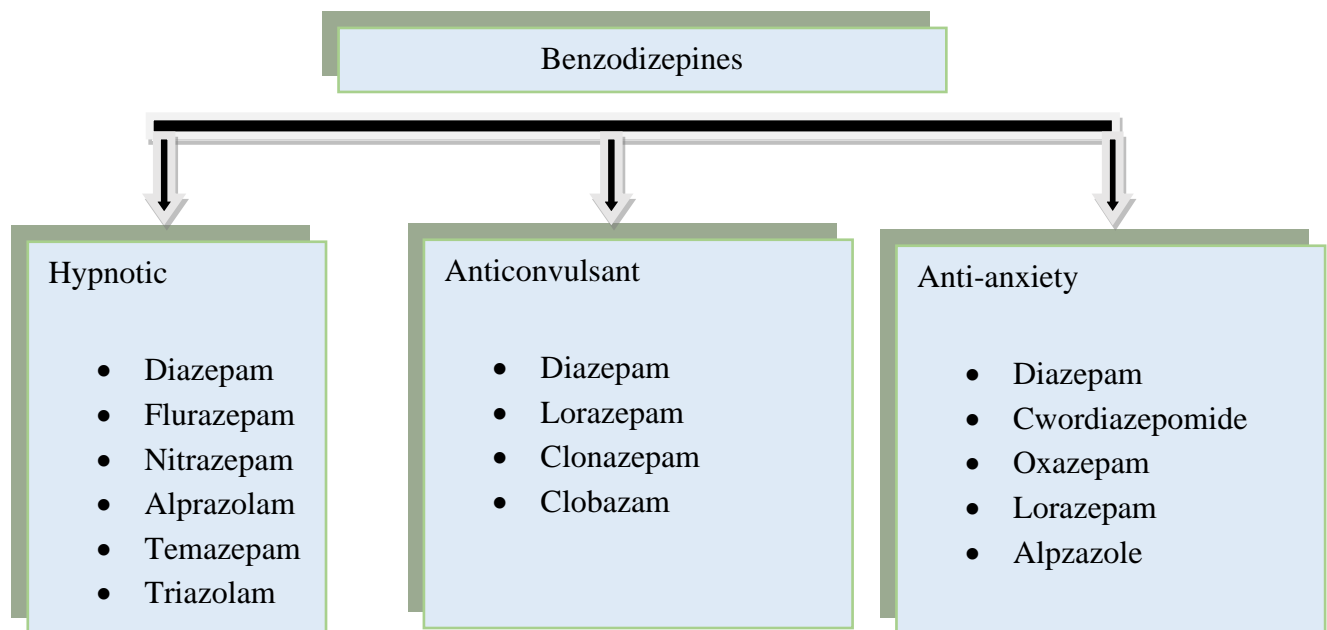 Benzodizepines
Hypnotic
• Diazepam
• Flurazepam
• Nitrazepam
• Alprazolam
• Temazepam
• Triazolam
Anticonvulsant
• Diazepam
• Lorazepam
• Clonazepam
• Clobazam
Anti-anxiety
• Diazepam
• Cwordiazepomide
• Oxazepam
• Lorazepam
• Alpzazole